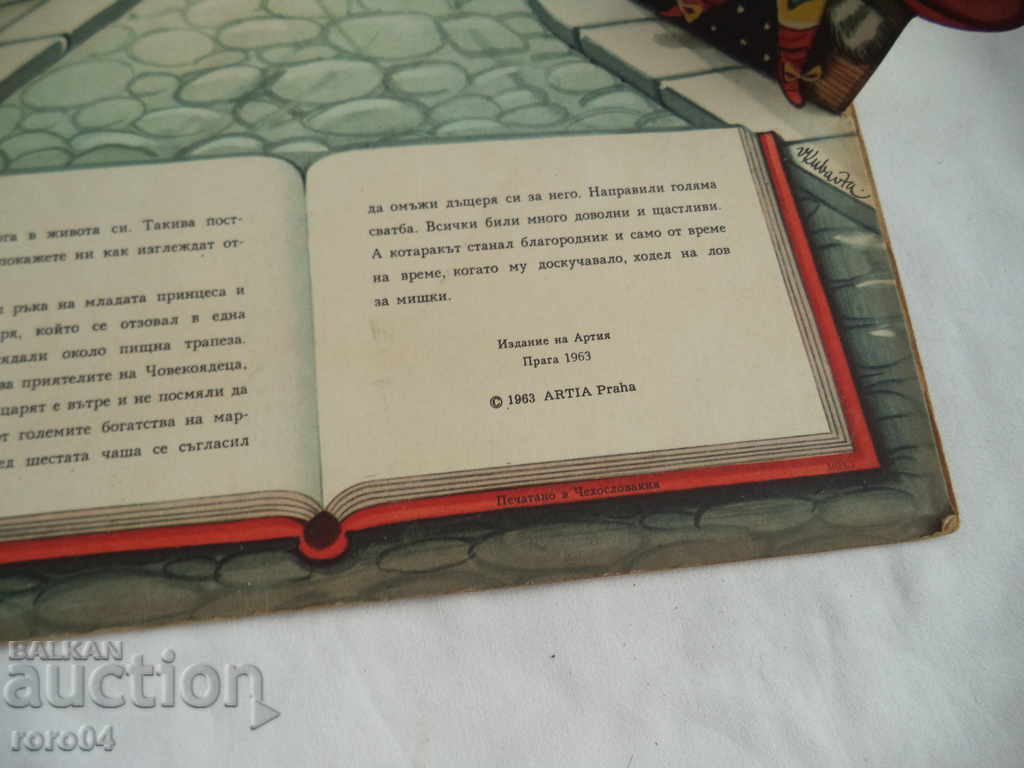 ога в живота си. Такива пост-
покажете ни как изглеждат от-
ръка на младата принцеса и
ря, който се отзовал в една
ядали около пищна трапеза.
ва приятелите на Човекоядеца,
царят е вътре и не посмяли да
от големите богатства на мар-
ед шестата чаша се съгласил
да омъжи дъщеря си за него. Направили голяма
сватба. Всички били много доволни и щастливи.
А котаракът станал благородник и само от време
на време, когато му доскучавало, ходел на лов
за мишки.
Издание на Артия
Прага 1963
© 1963 ARTIA Praha
Печатано в Чехословакия
VKubašta
BALKAN
auction
roro04